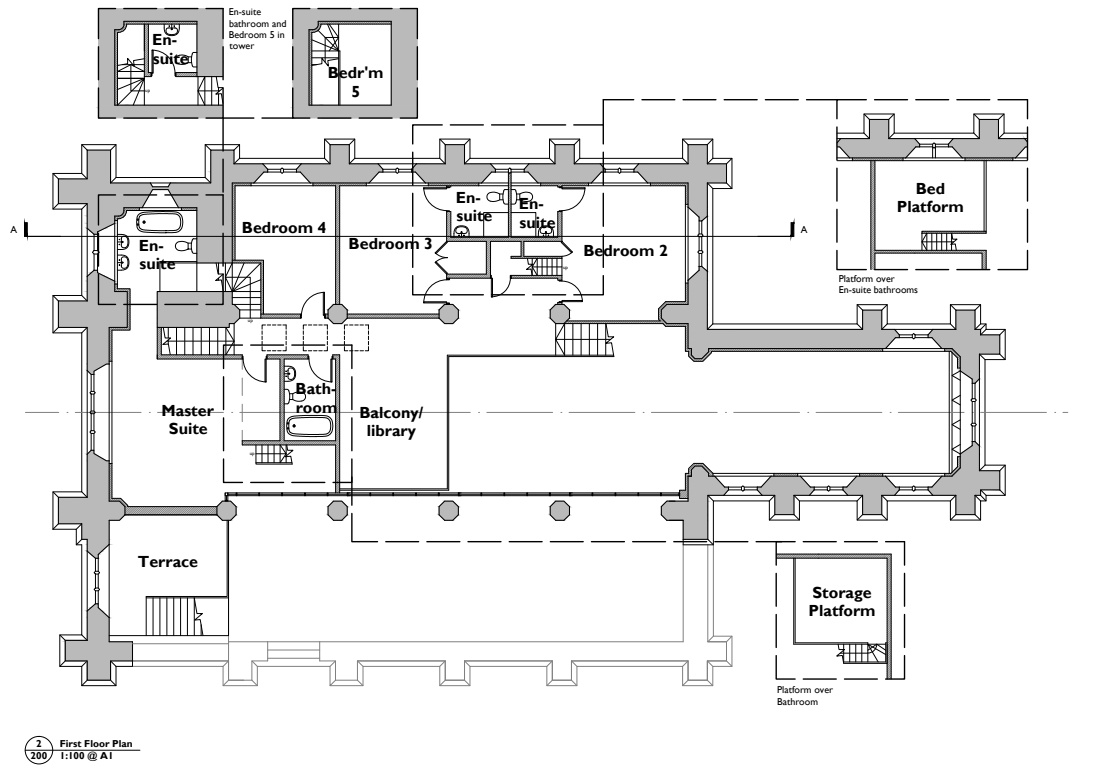 En-suite
bathroom and
Bedroom 5 in
tower
En-
suite
Bedr'm
5
Bed
Platform
Platform over
En-suite bathrooms
A
A
En-
suite
Bedroom 4
Bedroom 3
En-
suite
En-
suite
Bedroom 2
Master
Suite
Bath-
room
Balcony/
library
Terrace
Storage
Platform
Platform over
Bathroom
2
200
First Floor Plan
1:100 @ A1